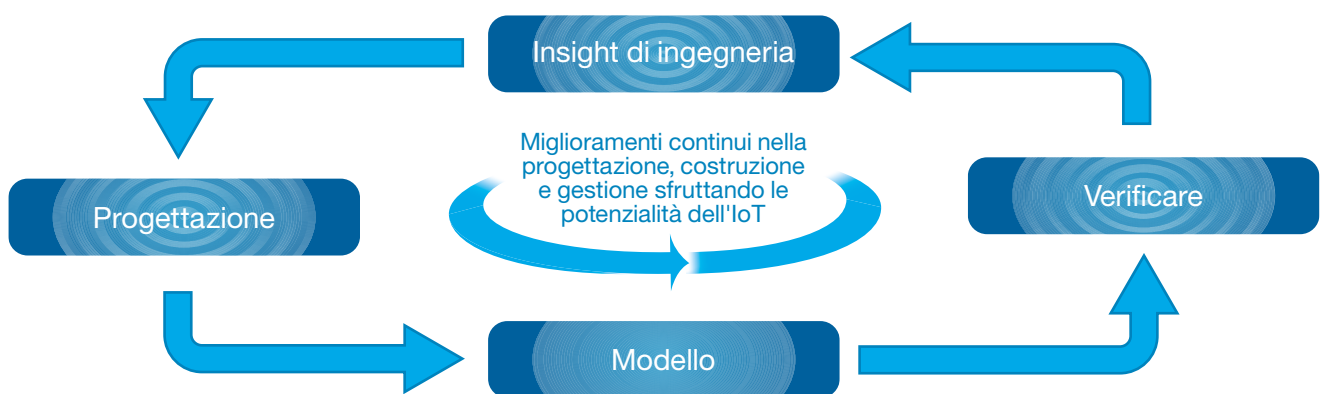 Insight di ingegneria
Miglioramenti continui nella
progettazione, costruzione
e gestione sfruttando le
potenzialità dell'IoT
Verificare
Progettazione
Modello